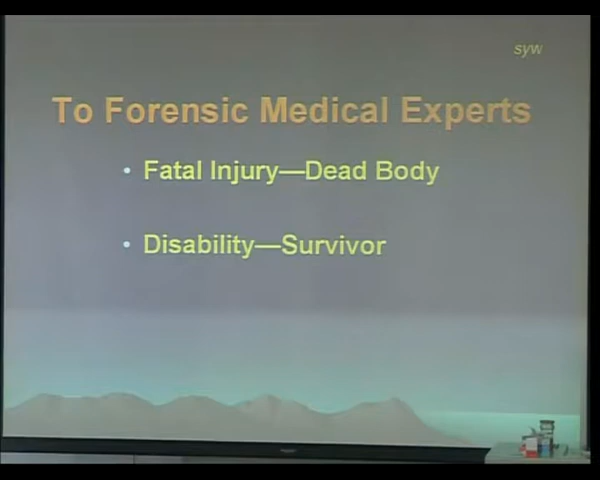 syw
To Forensic Medical Experts
• Fatal Injury—Dead Body
• Disability—Survivor